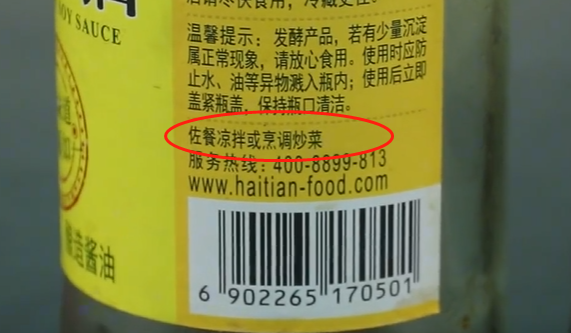 OY SAUCE
温馨提示：发酵产品，若有少量沉淀
属正常现象，请放心食用。使用时应防
止水、油等异物溅入瓶内；使用后立即
盖紧瓶盖，保持瓶口清洁。
佐餐凉拌或烹调炒菜
服务热线：400-8899-813
www.haitian-food.com
造酱油
6 902265 170501